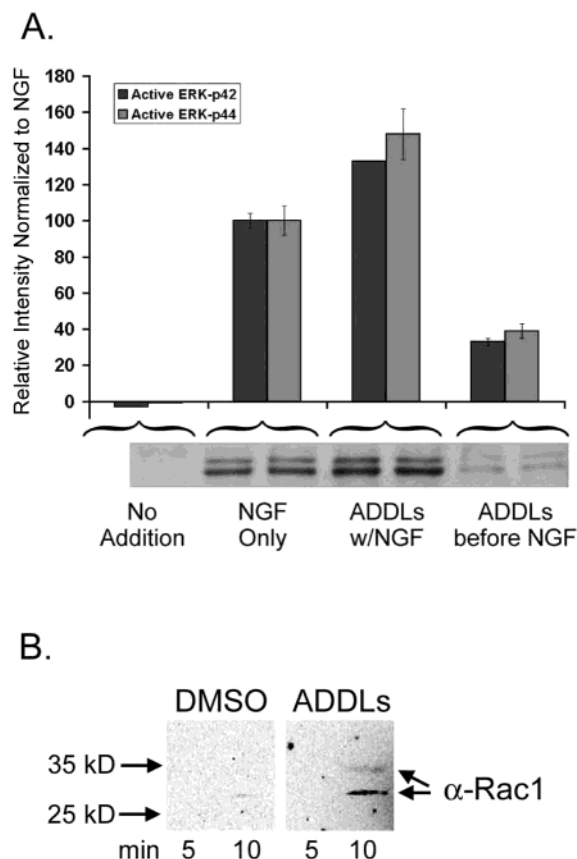 A.
Relative Intensity Normalized to NGF
180
160
140
120
100
80
60
40
20
0
Active ERK-p42
Active ERK-p44
No
Addition
NGF
Only
ADDLs
w/NGF
ADDLs
before NGF
B.
DMSO ADDLs
35 kD
25 kD
α-Rac1
min 5 10 5 10